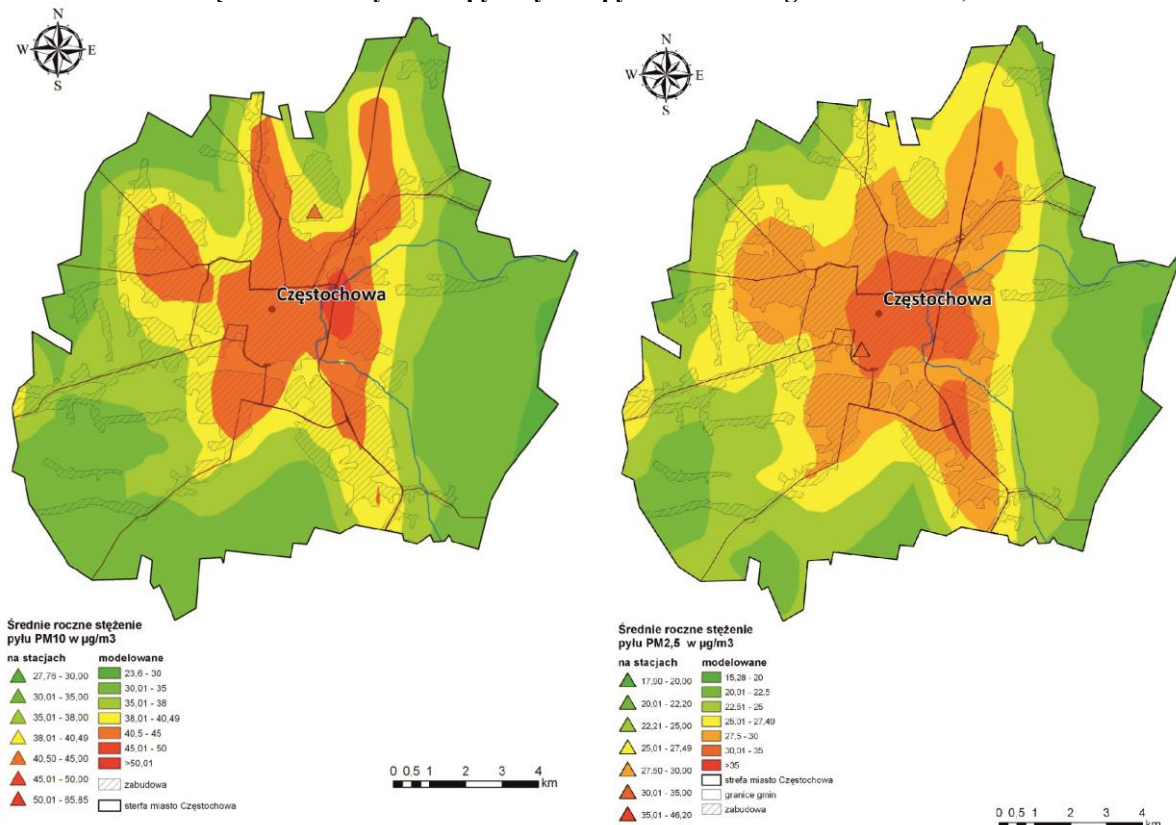 N
W E
S
Częstochowa
Średnie roczne stężenie
pyłu PM10 w µg/m3
na stacjach modelowane
27,76 - 30,00 23,6 - 30
30,01 - 35,00 30,01 - 35
35,01 - 38,00 35,01 - 38
38,01 - 40,49 38,01 - 40,49
40,50 - 45,00 40,5 - 45
45,01 - 50,00 45,01 - 50
50,01 - 65,85 >50,01
zabudowa
sterfa miasto Częstochowa
0 0,5 1 2 3 4
km
N
W E
S
Częstochowa
Średnie roczne stężenie
pyłu PM2,5 w µg/m3
na stacjach modelowane
17,90 - 20,00 15,28 - 20
20,01 - 22,20 20,01 - 22,5
22,21 - 25,00 22,51 - 25
25,01 - 27,49 25,01 - 27,49
27,50 - 30,00 27,5 - 30
30,01 - 35,00 30,01 - 35
35,01 - 46,20 >35
strefa miasto Częstochowa
granice gmin
zabudowa
0 0,5 1 2 3 4
km